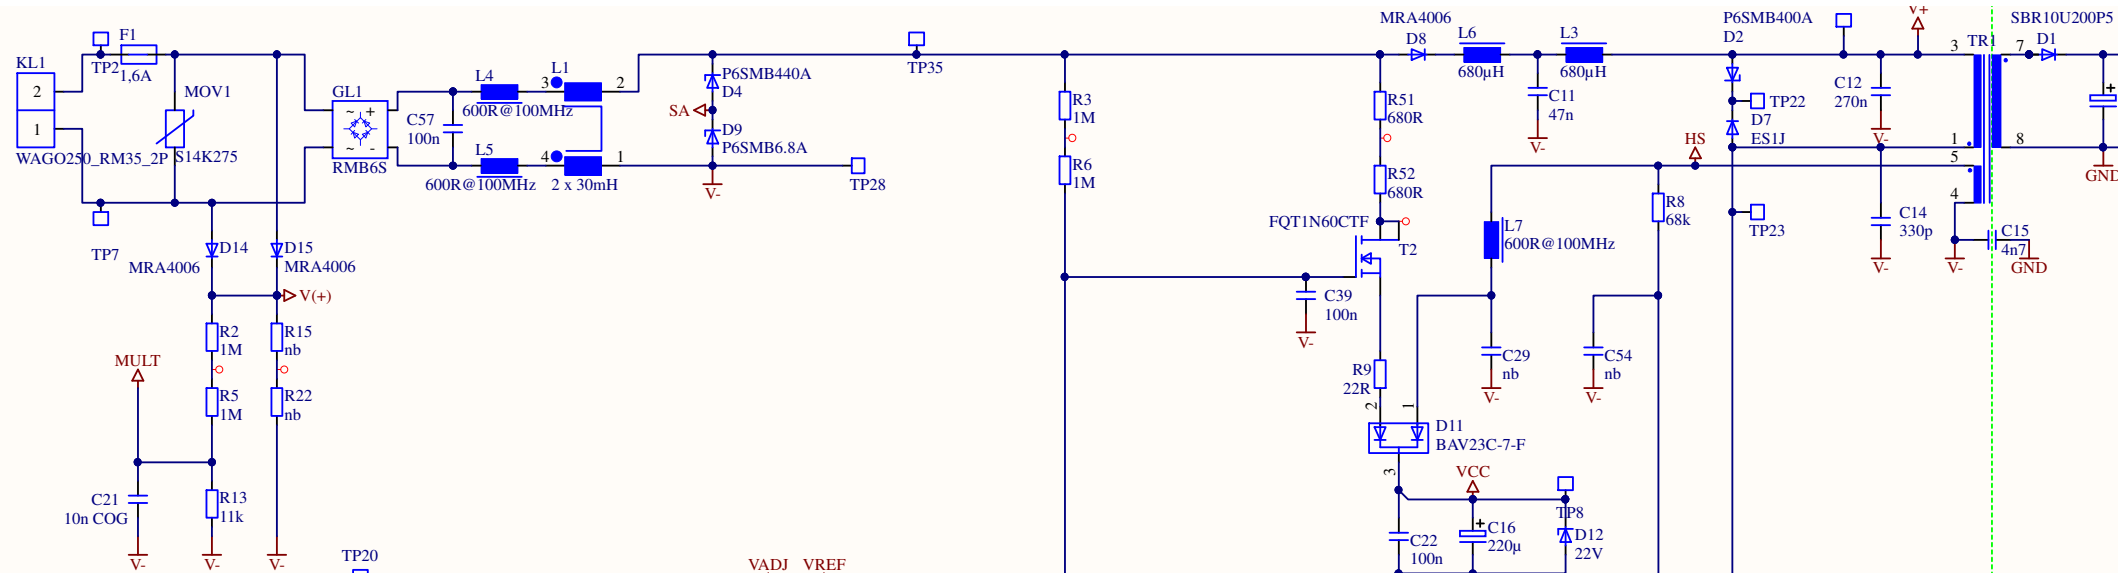 KL1
2
1
WAGO250_RM35_2P
TP2
F1
1,6A
MOV1
S14K275
TP7
GL1
~ +
~ -
RMB6S
C57
100n
L4
600R@100MHz
L5
600R@100MHz
L1
3
2
4
1
2 x 30mH
P6SMB440A
D4
SA
D9
P6SMB6.8A
V-
TP28
TP35
D14
MRA4006
D15
MRA4006
V(+)
R2
1M
R15
nb
MULT
R5
1M
R22
nb
C21
10n COG
R13
11k
V-
V-
V-
TP20
VADJ
VREF
R3
1M
R6
1M
MRA4006
D8
L6
680µH
L3
680µH
C11
47n
V-
R51
680R
R52
680R
FQT1N60CTF
T2
C39
100n
V-
R9
22R
2
1
D11
BAV23C-7-F
3
VCC
TP8
C22
100n
+
C16
220µ
D12
22V
L7
600R@100MHz
C29
nb
V-
C54
nb
V-
R8
68k
HS
P6SMB400A
D2
TP22
D7
ES1J
TP23
C12
270n
V-
V+
C14
330p
V-
3
TR1
1
5
4
V-
C15
4n7
GND
SBR10U200P5
7
D1
8
+
GND